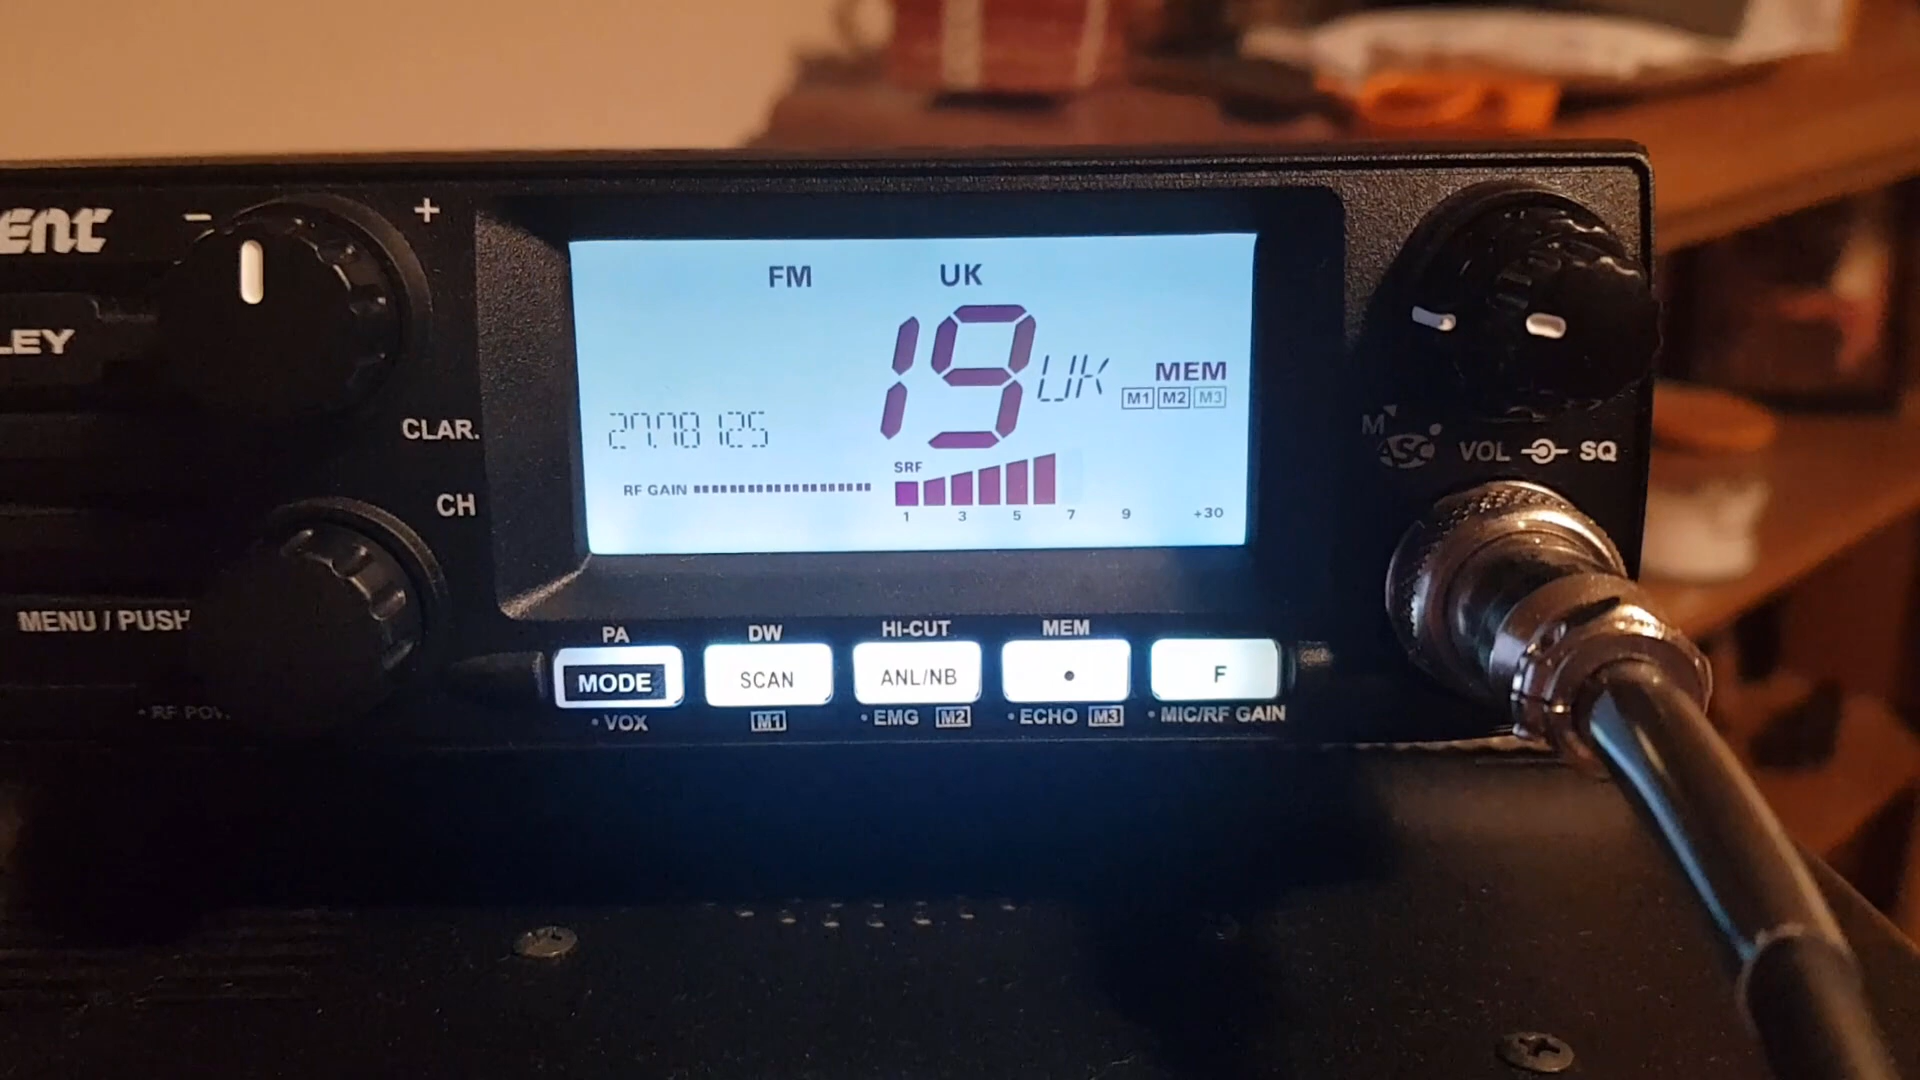 ENT
− +
LEY
CLAR.
CH
MENU / PUSH
RF POW.
FM UK
19 UK
MEM
M1 M2 M3
27.78125
RF GAIN
SRF
1 3 5 7 9 +30
M
ASC
VOL SQ
PA DW HI-CUT MEM
MODE SCAN ANL/NB • F
• VOX M1 • EMG M2 • ECHO M3 • MIC/RF GAIN